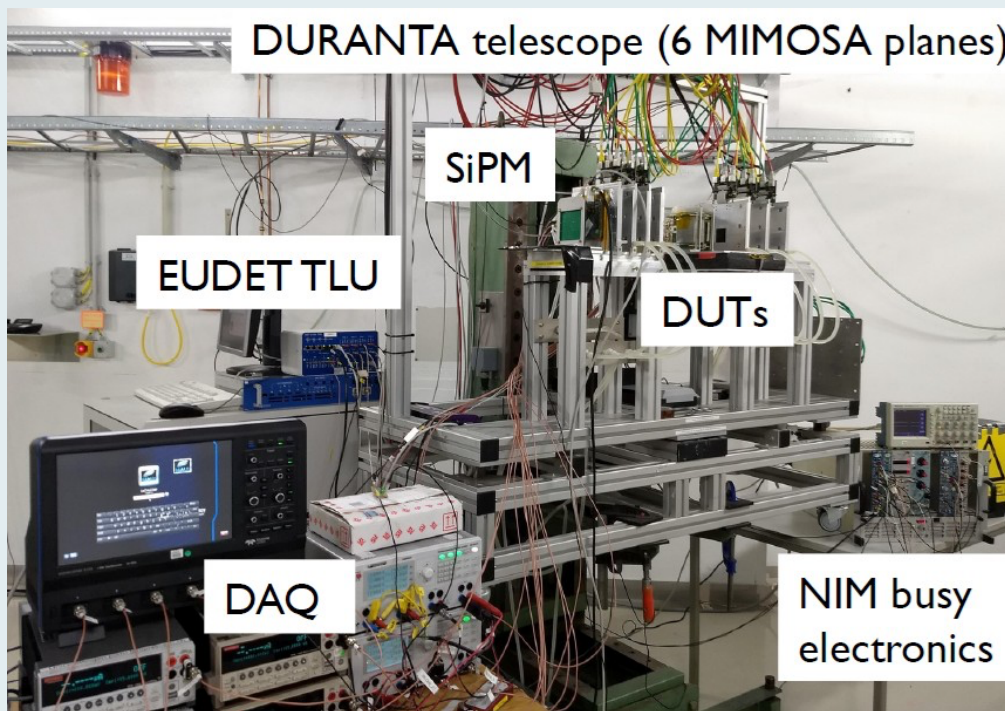 DURANTA telescope (6 MIMOSA planes)
SiPM
EUDET TLU
DUTs
DAQ
NIM busy
electronics